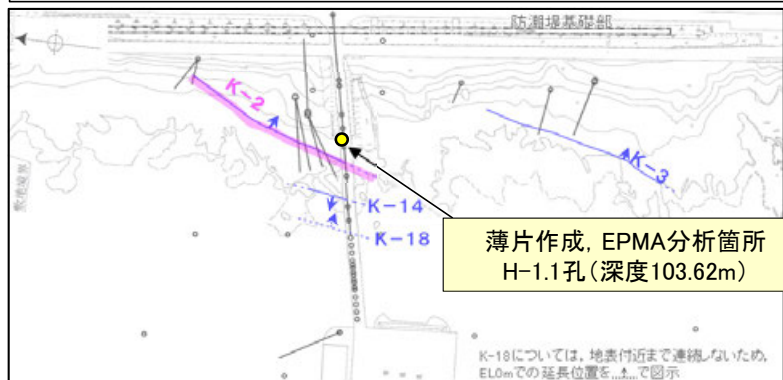 防潮堤基礎部
K-2
K-3
K-14
K-18
薄片作成，EPMA分析箇所
H-1.1孔（深度103.62m）
K-18については，地表付近まで連続しないため，
EL0mでの延長位置を…▲…で図示